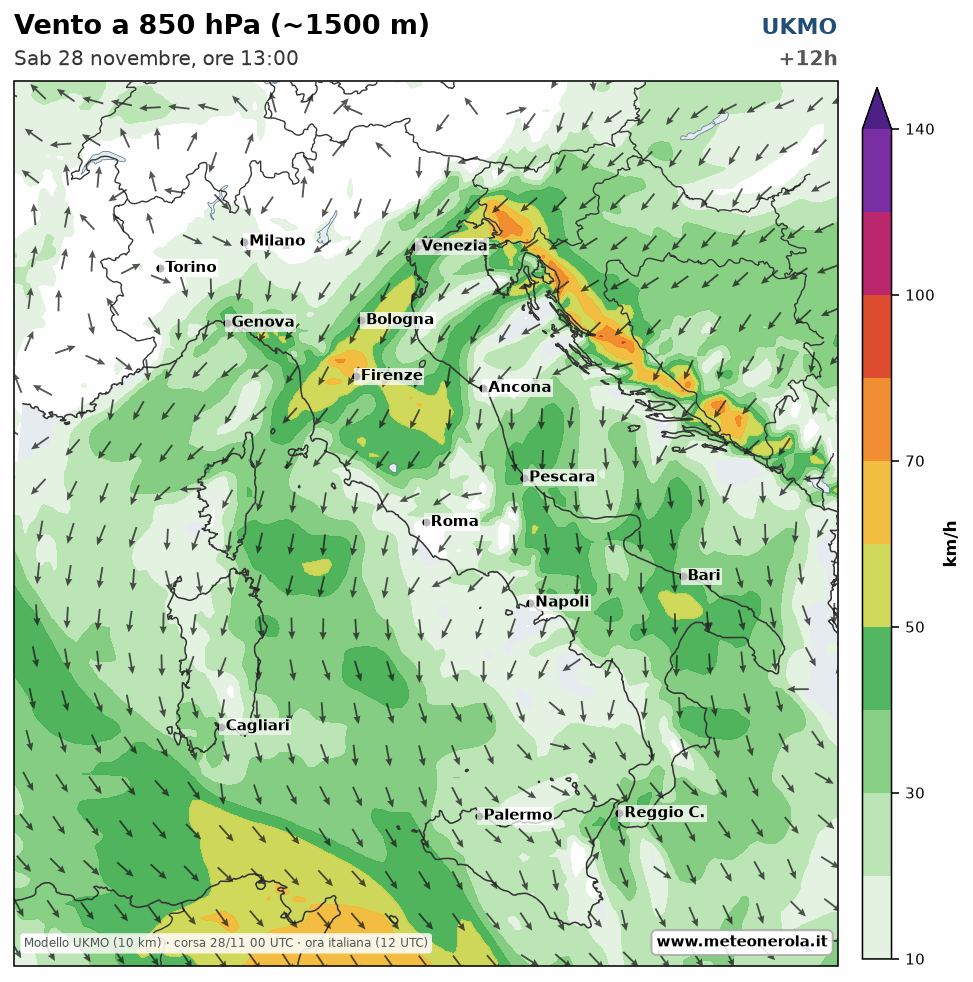 Vento a 850 hPa (~1500 m)
UKMO
Sab 28 novembre, ore 13:00
+12h
140
100
70
50
30
10
km/h
Milano
Venezia
Torino
Genova
Bologna
Firenze
Ancona
Pescara
Roma
Bari
Napoli
Cagliari
Palermo
Reggio C.
Modello UKMO (10 km) · corsa 28/11 00 UTC · ora italiana (12 UTC)
www.meteonerola.it